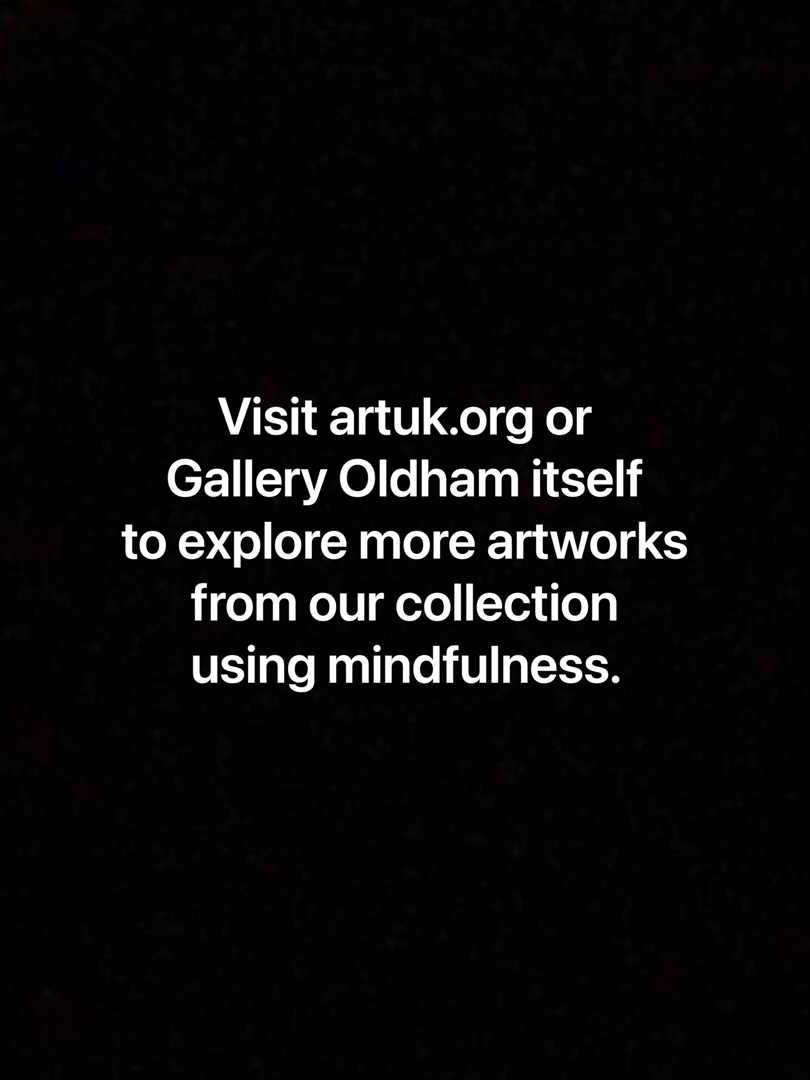 Visit artuk.org or
Gallery Oldham itself
to explore more artworks
from our collection
using mindfulness.